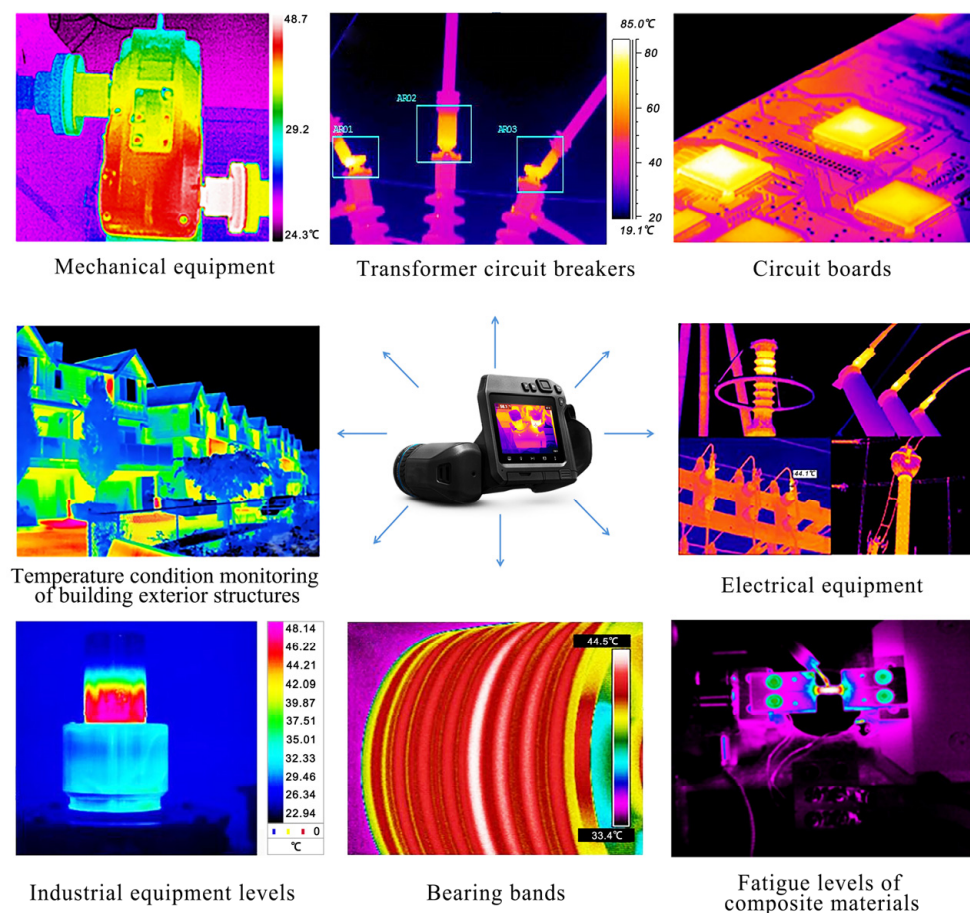 48.7
29.2
24.3℃
Mechanical equipment
AR01
AR02
AR03
85.0℃
80
60
40
20
19.1℃
Transformer circuit breakers
Circuit boards
Temperature condition monitoring
of building exterior structures
44.1℃
Electrical equipment
48.14
46.22
44.21
42.09
39.87
37.51
35.01
32.33
29.46
26.34
22.94
0
℃
Industrial equipment levels
44.5℃
33.4℃
Bearing bands
Fatigue levels of
composite materials